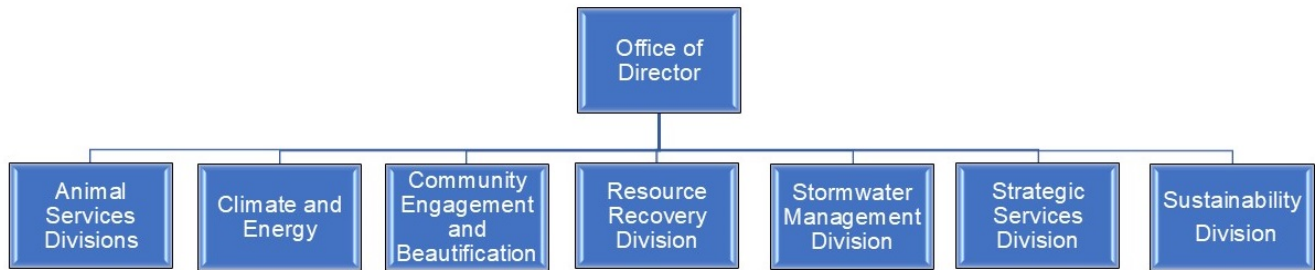 Office of
Director
Animal
Services
Divisions
Climate and
Energy
Community
Engagement
and
Beautification
Resource
Recovery
Division
Stormwater
Management
Division
Strategic
Services
Division
Sustainability
Division